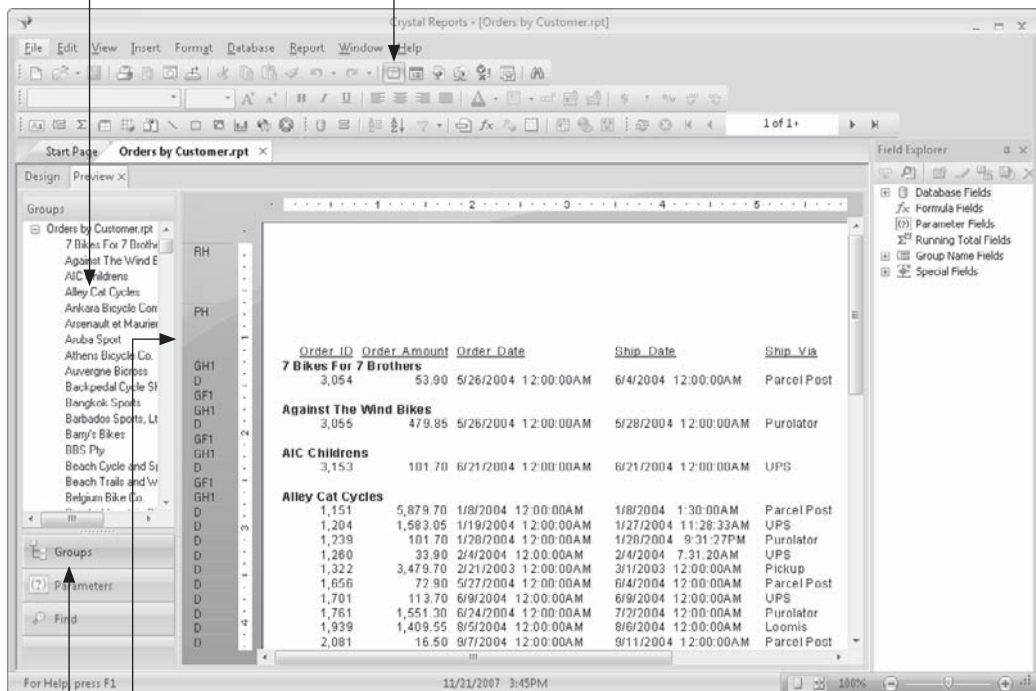 Crystal Reports - [Orders by Customer.rpt]
File Edit View Insert Format Database Report Window Help
1 of 1+
Start Page Orders by Customer.rpt
Design Preview
Groups
Orders by Customer.rpt
7 Bikes For 7 Brothe
Against The Wind E
AIC Childrens
Alley Cat Cycles
Ankara Bicycle Com
Arsenault et Maurier
Aruba Sport
Athens Bicycle Co.
Auvergne Bicross
Backpedal Cycle Sh
Bangkok Sports
Barbados Sports, Lt
Barry's Bikes
BBS Pty
Beach Cycle and Sp
Beach Trails and W
Belgium Bike Co.
Groups
Parameters
Find
1 2 3 4 5
RH
PH
Order ID Order Amount Order Date Ship Date Ship Via
GH1 7 Bikes For 7 Brothers
D 3,054 53.90 5/26/2004 12:00:00AM 6/4/2004 12:00:00AM Parcel Post
GF1
GH1 Against The Wind Bikes
D 3,055 479.85 5/26/2004 12:00:00AM 5/28/2004 12:00:00AM Purolator
GF1
GH1 AIC Childrens
D 3,153 101.70 6/21/2004 12:00:00AM 6/21/2004 12:00:00AM UPS
GF1
GH1 Alley Cat Cycles
D 1,151 5,879.70 1/8/2004 12:00:00AM 1/8/2004 1:30:00AM Parcel Post
D 1,204 1,583.05 1/19/2004 12:00:00AM 1/27/2004 11:28:33AM UPS
D 1,239 101.70 1/28/2004 12:00:00AM 1/28/2004 9:31:27PM Purolator
D 1,260 33.90 2/4/2004 12:00:00AM 2/4/2004 7:31:20AM UPS
D 1,322 3,479.70 2/21/2003 12:00:00AM 3/1/2003 12:00:00AM Pickup
D 1,656 72.90 5/27/2004 12:00:00AM 6/4/2004 12:00:00AM Parcel Post
D 1,701 113.70 6/9/2004 12:00:00AM 6/9/2004 12:00:00AM UPS
D 1,761 1,551.30 6/24/2004 12:00:00AM 7/2/2004 12:00:00AM Purolator
D 1,939 1,409.55 8/5/2004 12:00:00AM 8/6/2004 12:00:00AM Loomis
D 2,081 16.50 9/7/2004 12:00:00AM 9/11/2004 12:00:00AM Parcel Post
Field Explorer
Database Fields
Formula Fields
Parameter Fields
Running Total Fields
Group Name Fields
Special Fields
For Help, press F1 11/21/2007 3:45PM 100%